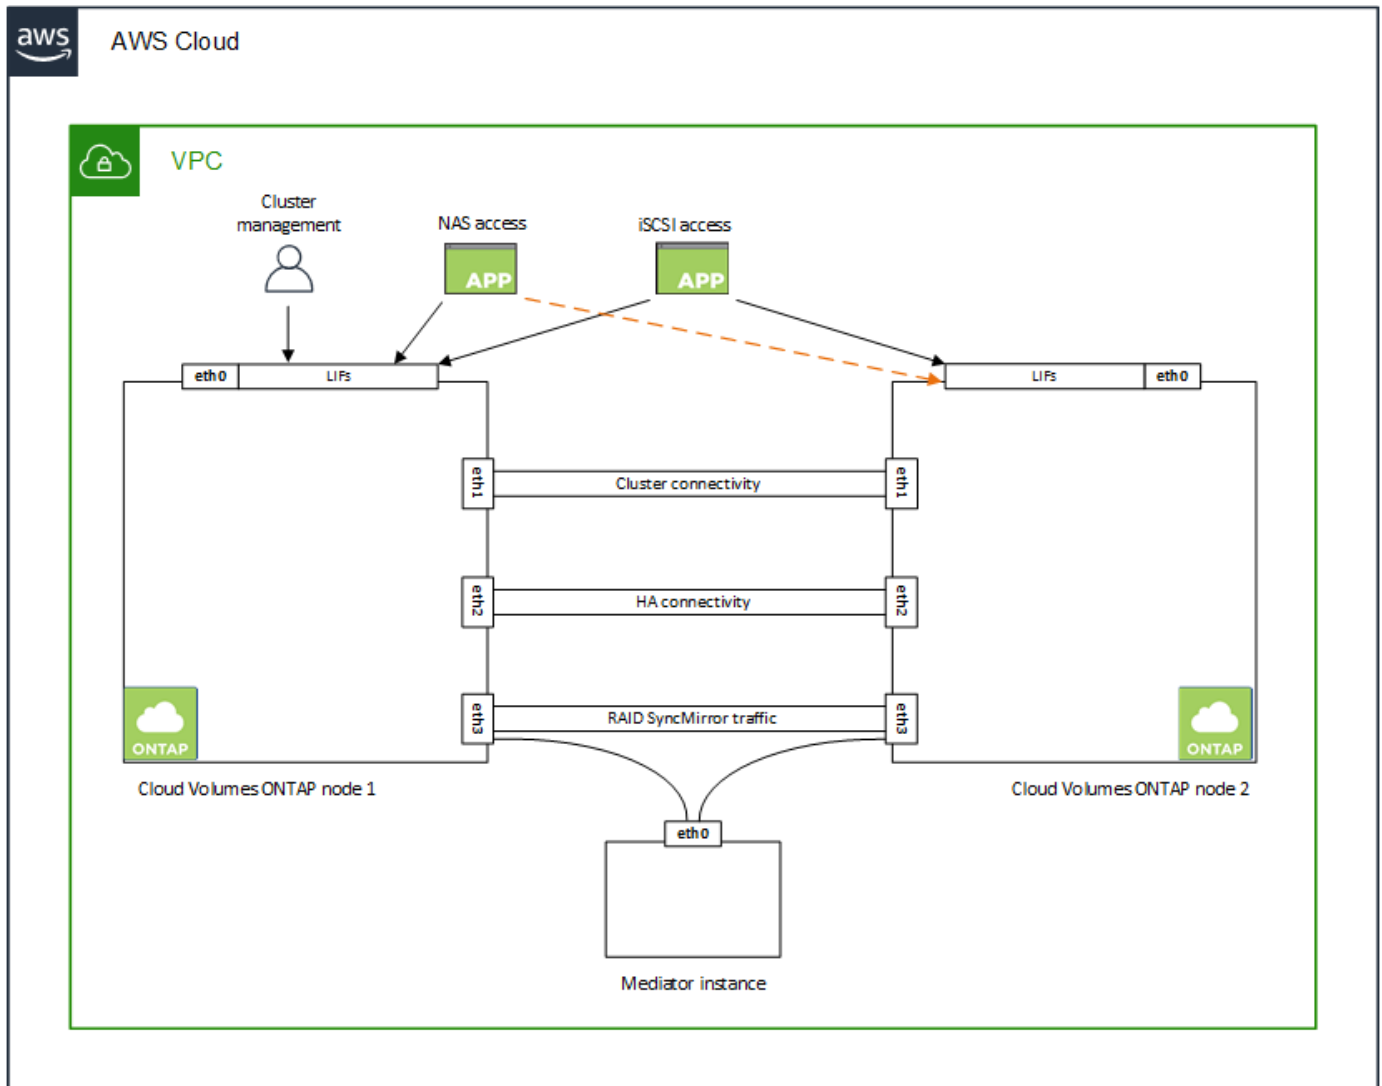 aws
AWS Cloud
VPC
Cluster
management
NAS access
iSCSI access
APP
APP
eth0
LIFs
LIFs
eth0
eth1
Cluster connectivity
eth1
eth2
HA connectivity
eth2
eth3
RAID SyncMirror traffic
eth3
ONTAP
ONTAP
Cloud Volumes ONTAP node 1
Cloud Volumes ONTAP node 2
eth0
Mediator instance